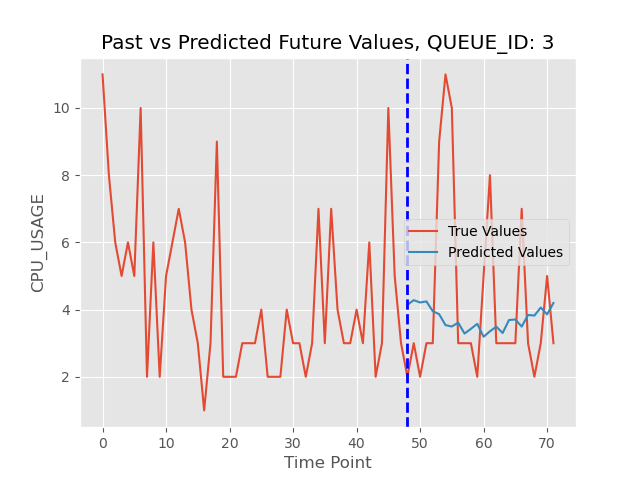 Past vs Predicted Future Values, QUEUE_ID: 3
CPU_USAGE
10
8
6
4
2
True Values
Predicted Values
0
10
20
30
40
50
60
70
Time Point